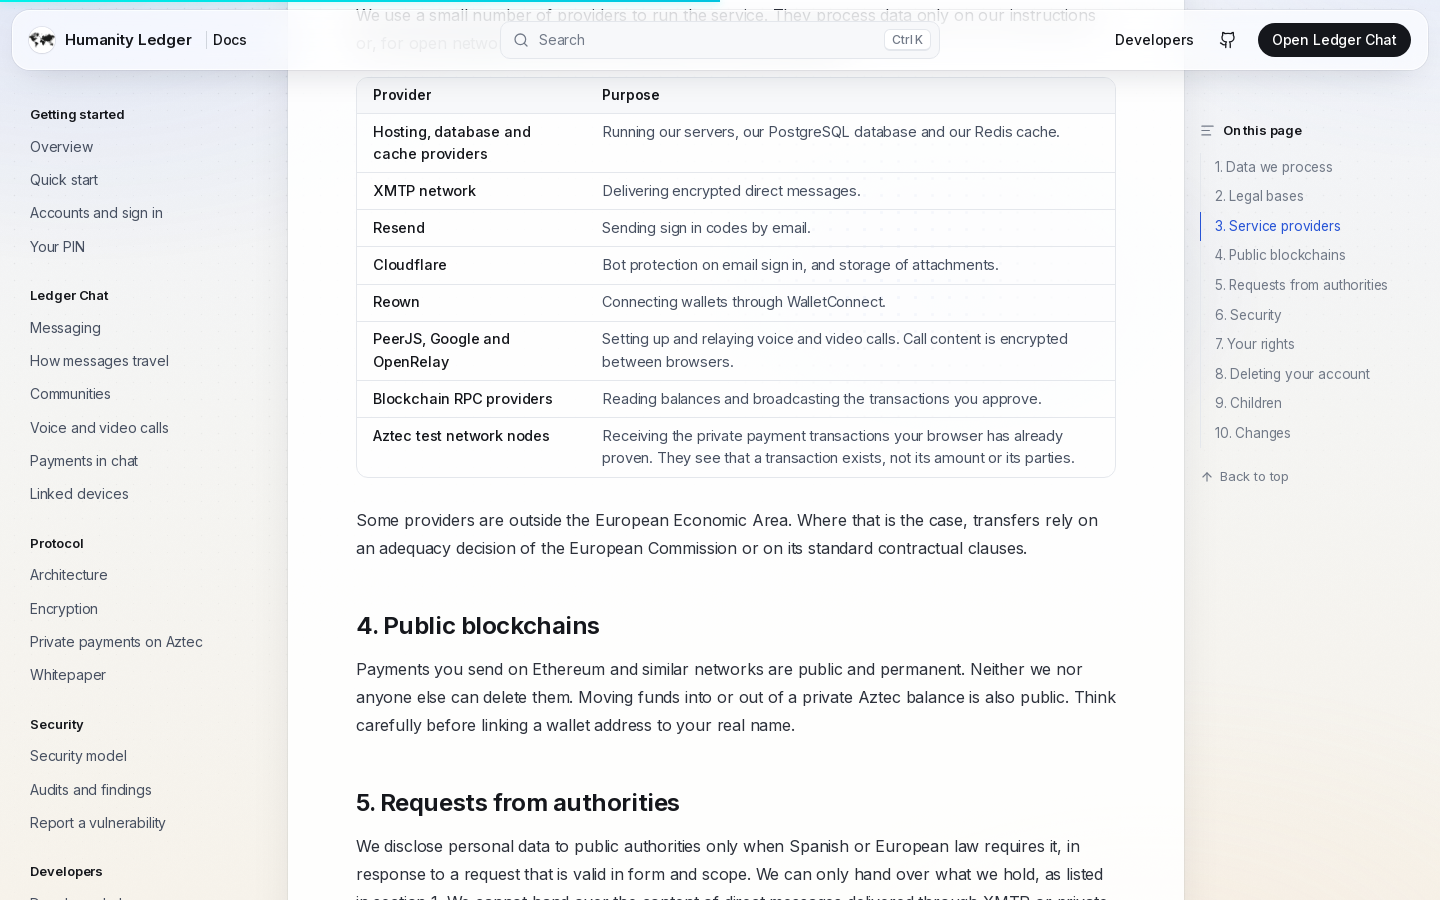 We use a small number of providers to run the service. They process data only on our instructions
or, for open netwo
Humanity Ledger
Docs
Search
Ctrl K
Developers
Open Ledger Chat
Getting started
Overview
Quick start
Accounts and sign in
Your PIN
Ledger Chat
Messaging
How messages travel
Communities
Voice and video calls
Payments in chat
Linked devices
Protocol
Architecture
Encryption
Private payments on Aztec
Whitepaper
Security
Security model
Audits and findings
Report a vulnerability
Developers
Provider
Purpose
Hosting, database and
cache providers
Running our servers, our PostgreSQL database and our Redis cache.
XMTP network
Delivering encrypted direct messages.
Resend
Sending sign in codes by email.
Cloudflare
Bot protection on email sign in, and storage of attachments.
Reown
Connecting wallets through WalletConnect.
PeerJS, Google and
OpenRelay
Setting up and relaying voice and video calls. Call content is encrypted
between browsers.
Blockchain RPC providers
Reading balances and broadcasting the transactions you approve.
Aztec test network nodes
Receiving the private payment transactions your browser has already
proven. They see that a transaction exists, not its amount or its parties.
Some providers are outside the European Economic Area. Where that is the case, transfers rely on
an adequacy decision of the European Commission or on its standard contractual clauses.
4. Public blockchains
Payments you send on Ethereum and similar networks are public and permanent. Neither we nor
anyone else can delete them. Moving funds into or out of a private Aztec balance is also public. Think
carefully before linking a wallet address to your real name.
5. Requests from authorities
We disclose personal data to public authorities only when Spanish or European law requires it, in
response to a request that is valid in form and scope. We can only hand over what we hold, as listed
in section 1. We cannot hand over the content of direct messages delivered through XMTP or private
On this page
1. Data we process
2. Legal bases
3. Service providers
4. Public blockchains
5. Requests from authorities
6. Security
7. Your rights
8. Deleting your account
9. Children
10. Changes
Back to top